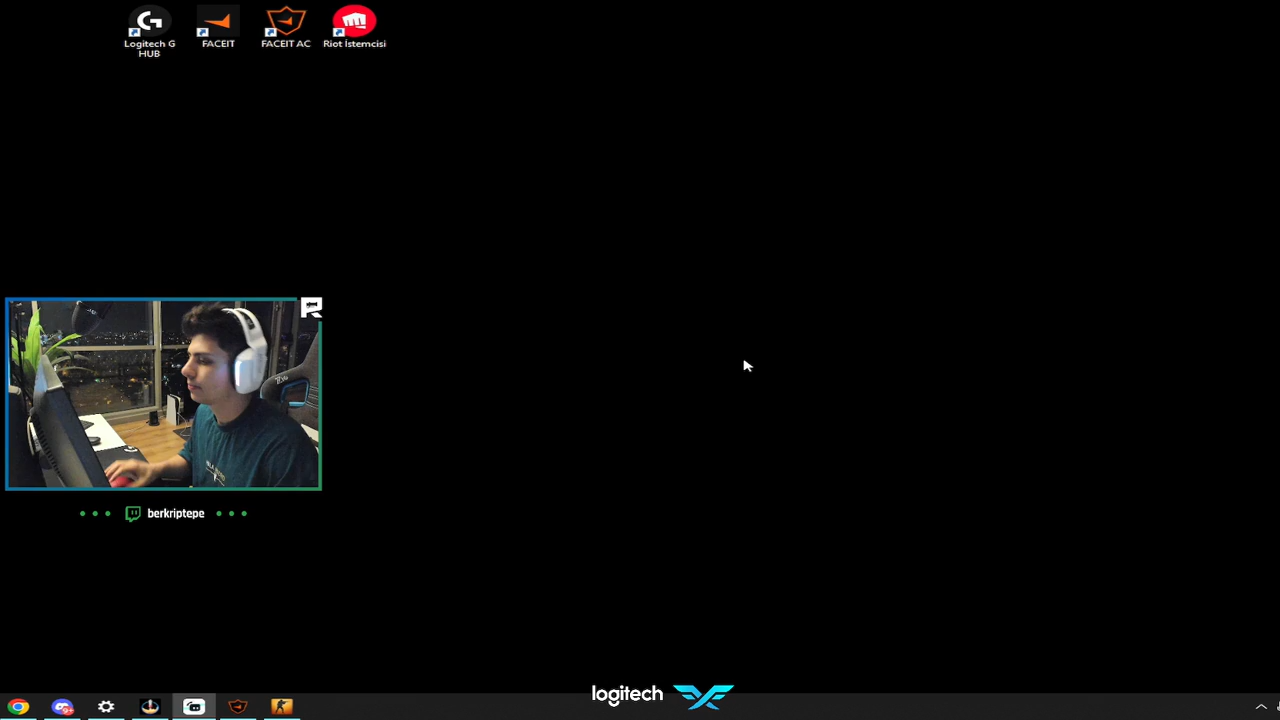 Logitech G
HUB
FACEIT
FACEIT AC
Riot İstemcisi
berkriptepe
logitech